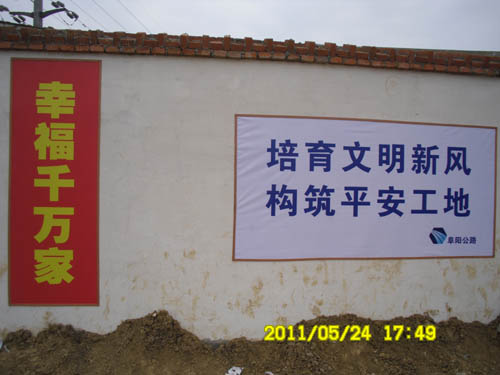 幸福千万家
培育文明新风
构筑平安工地
阜阳公路
2011/05/24 17:49